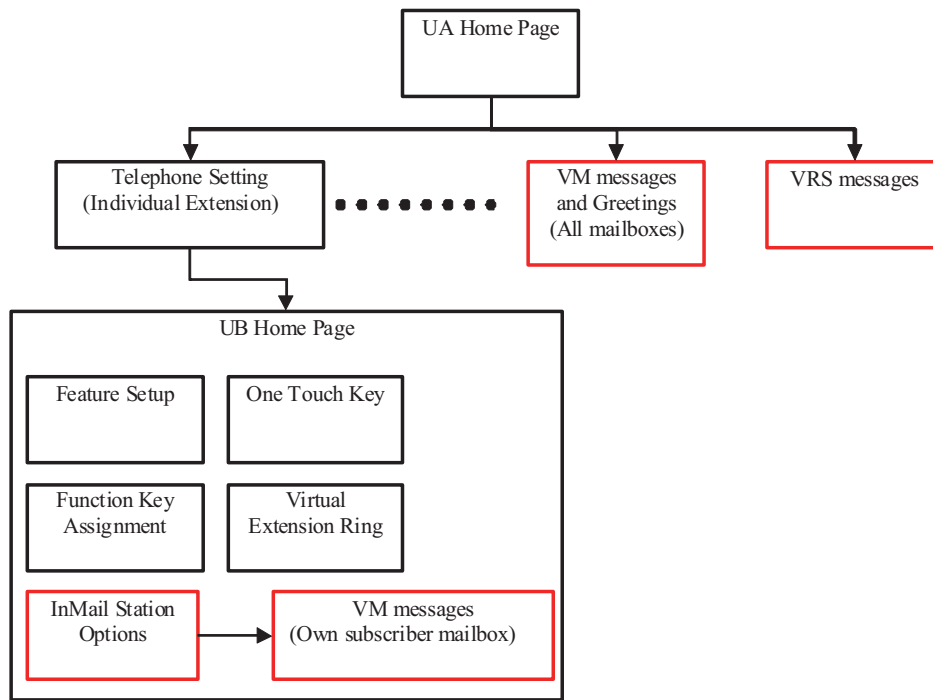 UA Home Page
Telephone Setting
(Individual Extension)
VM messages
and Greetings
(All mailboxes)
VRS messages
UB Home Page
Feature Setup
One Touch Key
Function Key
Assignment
Virtual
Extension Ring
InMail Station
Options
VM messages
(Own subscriber mailbox)